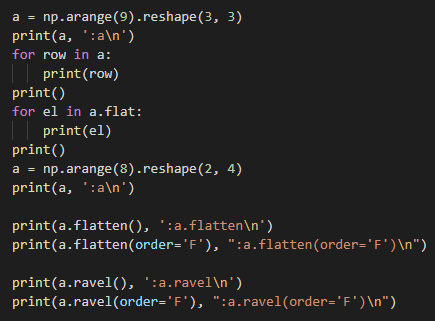 a = np.arange(9).reshape(3, 3)
print(a, ':a\n')
for row in a:
    print(row)
print()
for el in a.flat:
    print(el)
print()
a = np.arange(8).reshape(2, 4)
print(a, ':a\n')

print(a.flatten(), ':a.flatten\n')
print(a.flatten(order='F'), ":a.flatten(order='F')\n")

print(a.ravel(), ':a.ravel\n')
print(a.ravel(order='F'), ":a.ravel(order='F')\n")